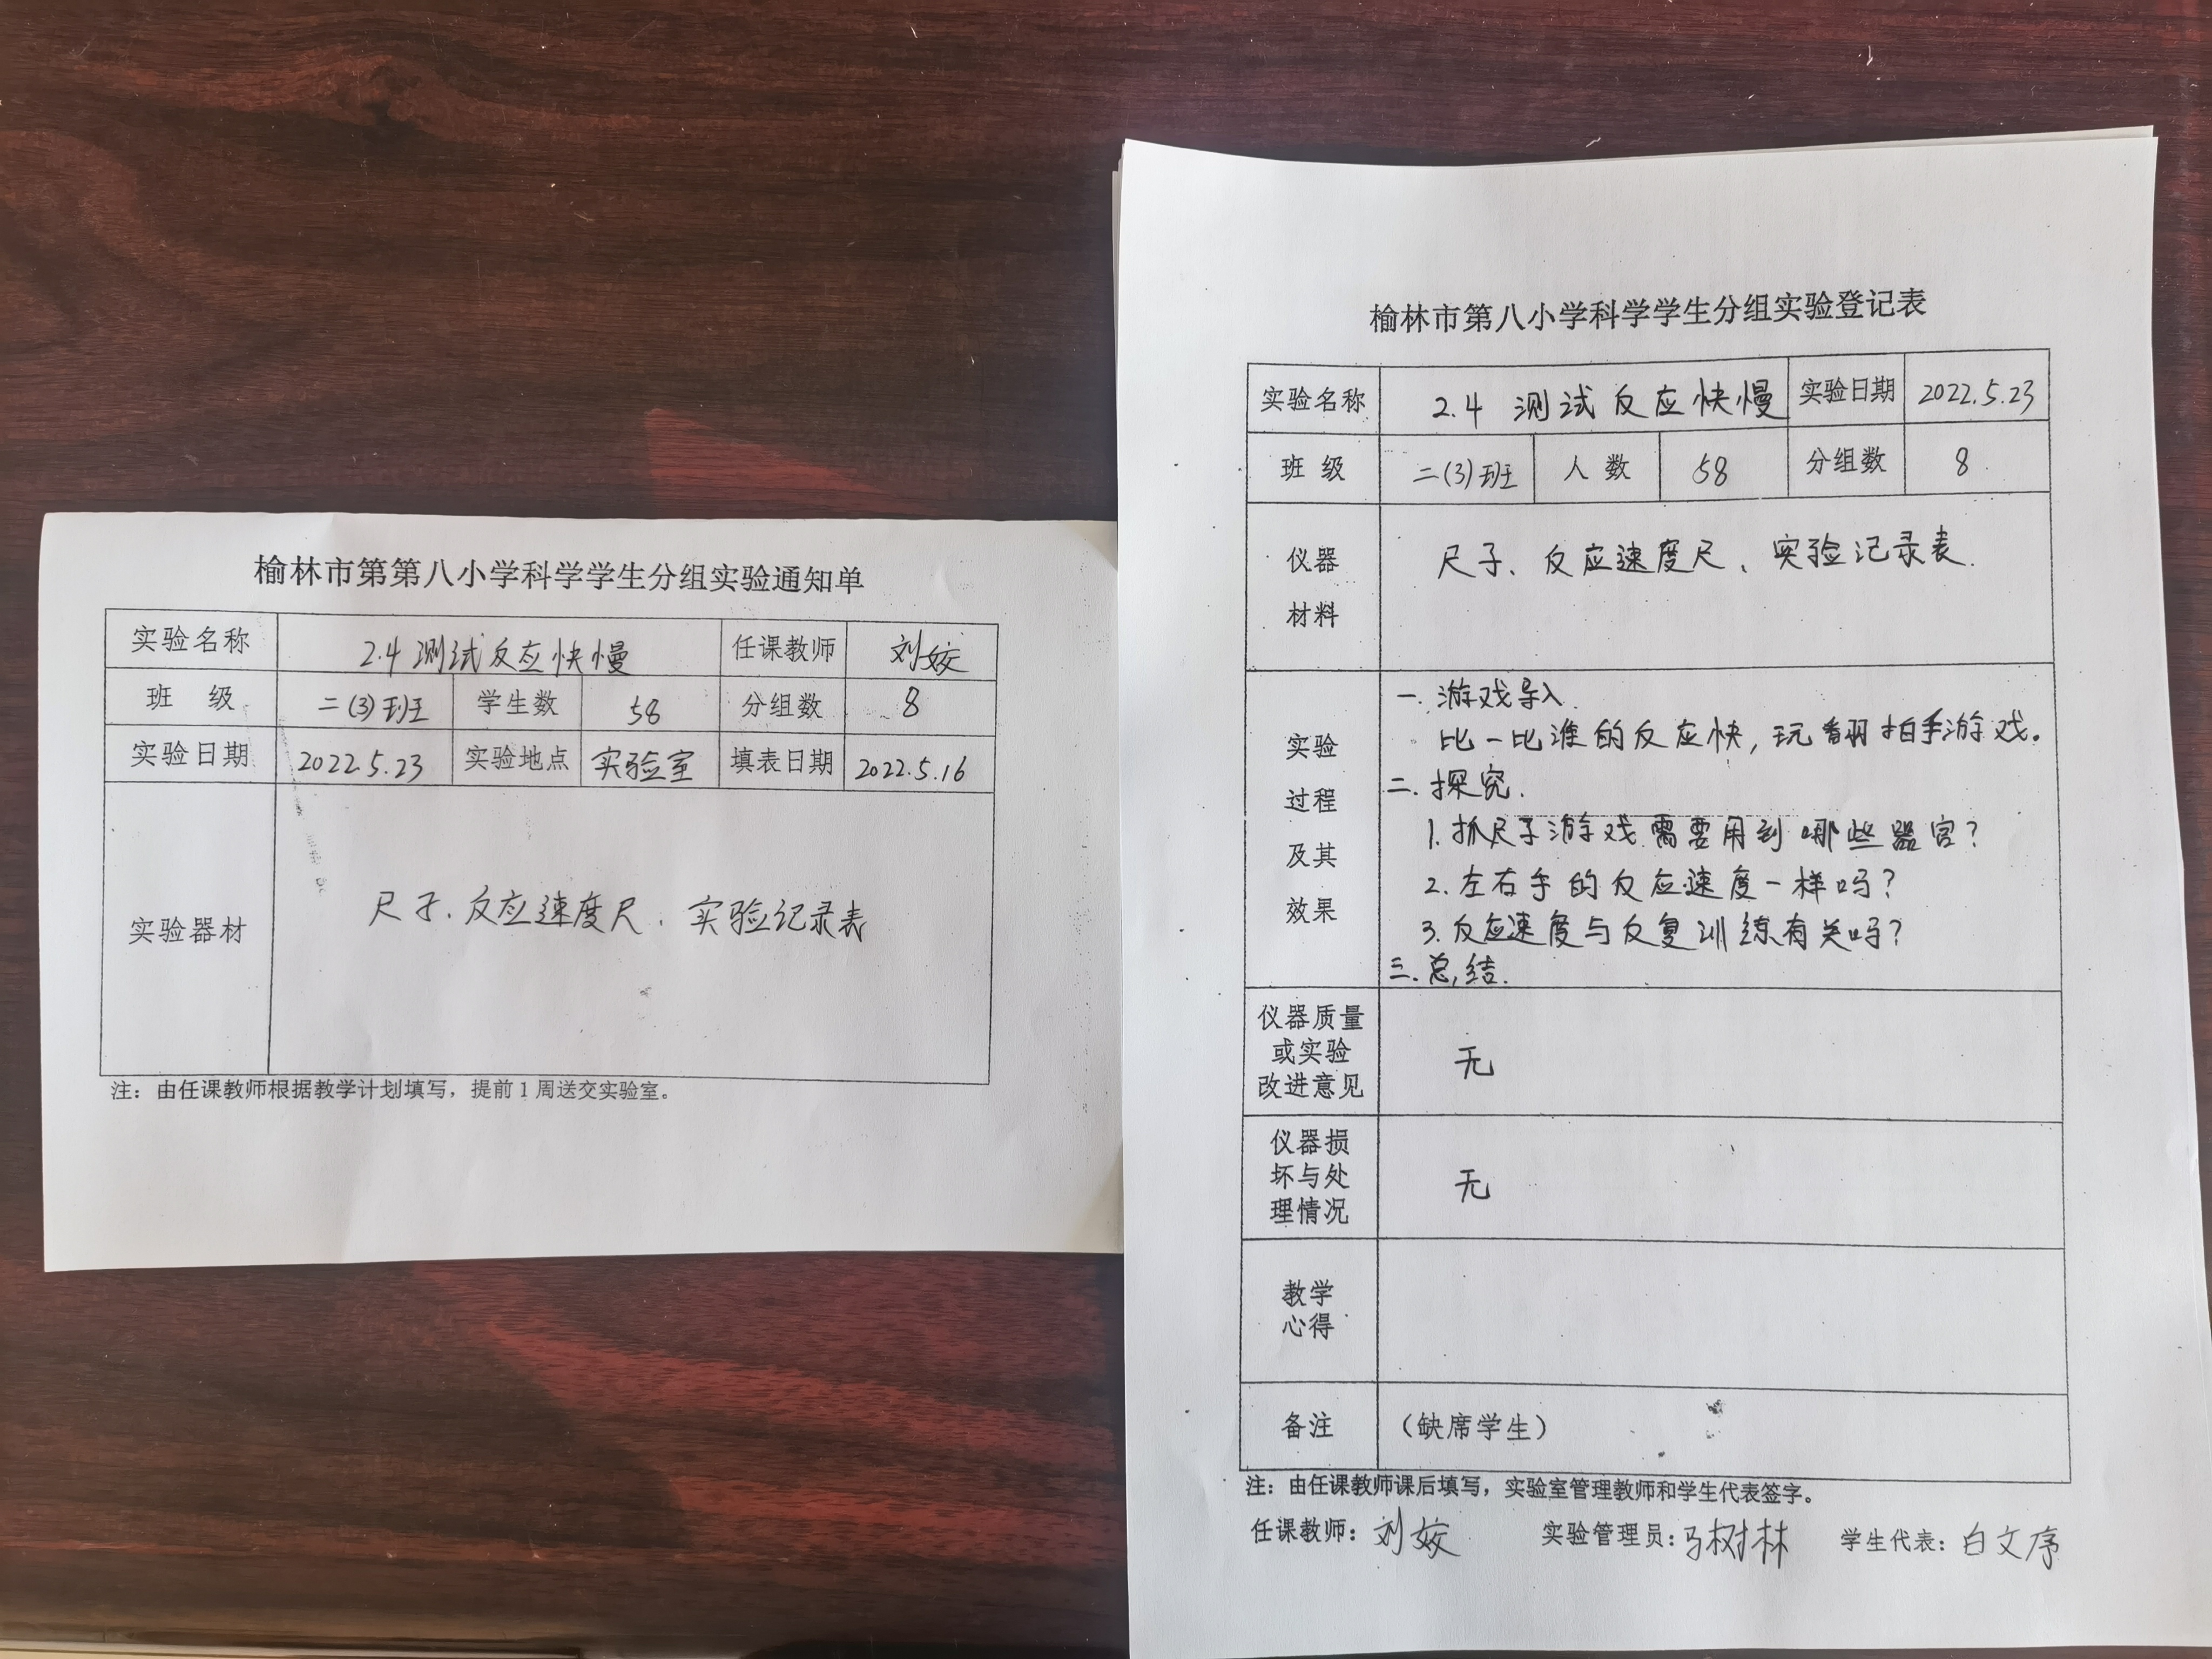 榆林市第第八小学科学学生分组实验通知单
实验名称 2.4 测试反应快慢 任课教师 刘姣
班 级 二(3)班 学生数 58 分组数 8
实验日期 2022.5.23 实验地点 实验室 填表日期 2022.5.16
实验器材 尺子、反应速度尺、实验记录表
注：由任课教师根据教学计划填写，提前1周送交实验室。
榆林市第八小学科学学生分组实验登记表
实验名称 2.4 测试反应快慢 实验日期 2022.5.23
班 级 二(3)班 人 数 58 分组数 8
仪器
材料
尺子、反应速度尺、实验记录表.
实验
过程
及其
效果
一. 游戏导入.
比一比谁的反应快，玩翻拍手游戏。
二. 探究.
1. 抓尺子游戏需要用到哪些器官？
2. 左右手的反应速度一样吗？
3. 反应速度与反复训练有关吗？
三. 总结.
仪器质量
或实验
改进意见
无
仪器损
坏与处
理情况
无
教学
心得
备注 （缺席学生）
注：由任课教师课后填写，实验室管理教师和学生代表签字。
任课教师：刘姣 实验管理员：马树林 学生代表：白文序